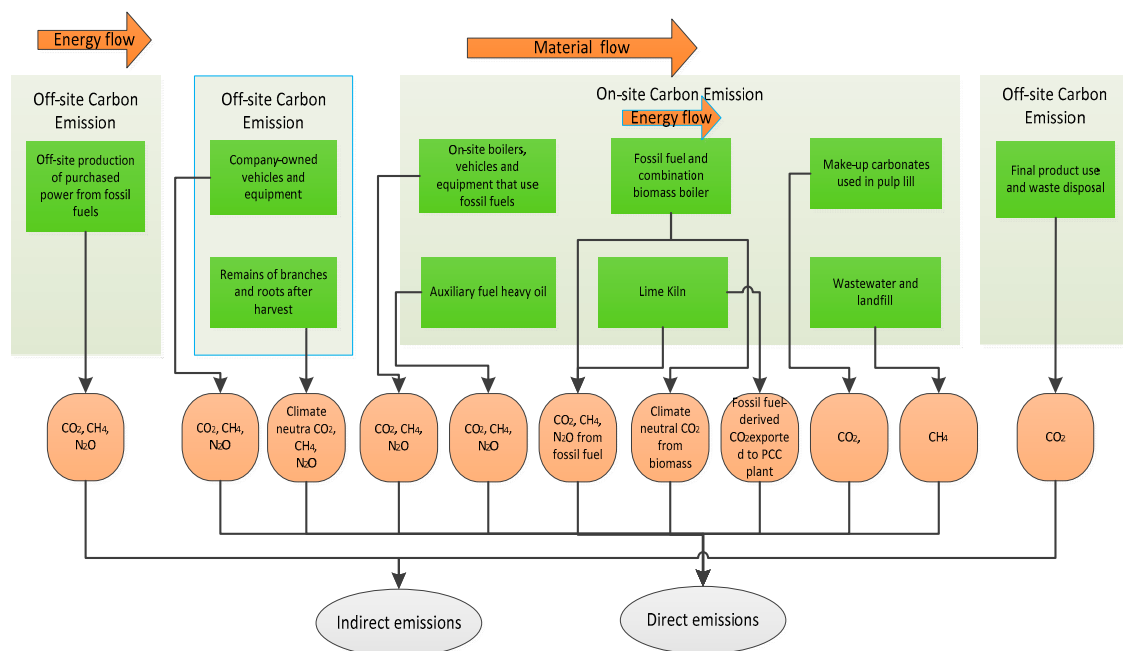 Energy flow
Material  flow
Off-site Carbon
Emission
Off-site Carbon
Emission
On-site Carbon Emission
Energy flow
Off-site Carbon
Emission
Off-site production
of purchased
power from fossil
fuels
Company-owned
vehicles and
equipment
On-site boilers,
vehicles and
equipment that use
fossil fuels
Fossil fuel and
combination
biomass boiler
Make-up carbonates
used in pulp lill
Final product use
and waste disposal
Remains of branches
and roots after
harvest
Auxiliary fuel heavy oil
Lime Kiln
Wastewater and
landfill
CO₂, CH₄,
N₂O
CO₂, CH₄,
N₂O
Climate
neutra CO₂,
CH₄,
N₂O
CO₂, CH₄,
N₂O
CO₂, CH₄,
N₂O
CO₂, CH₄,
N₂O from
fossil fuel
Climate
neutral CO₂
from
biomass
Fossil fuel-
derived
CO₂exporte
d to PCC
plant
CO₂,
CH₄
CO₂
Indirect emissions
Direct emissions